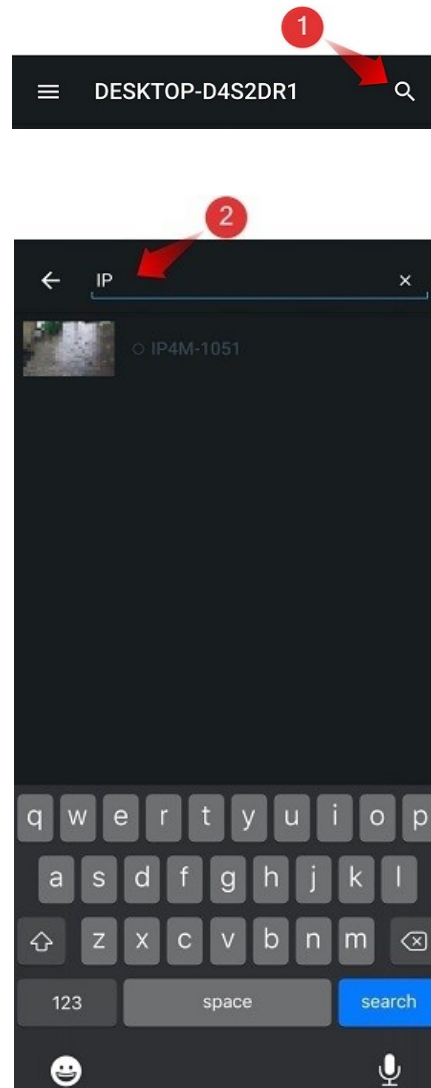 1
DESKTOP-D4S2DR1
2
IP
IP4M-1051
q w e r t y u i o p
a s d f g h j k l
z x c v b n m
123 space search